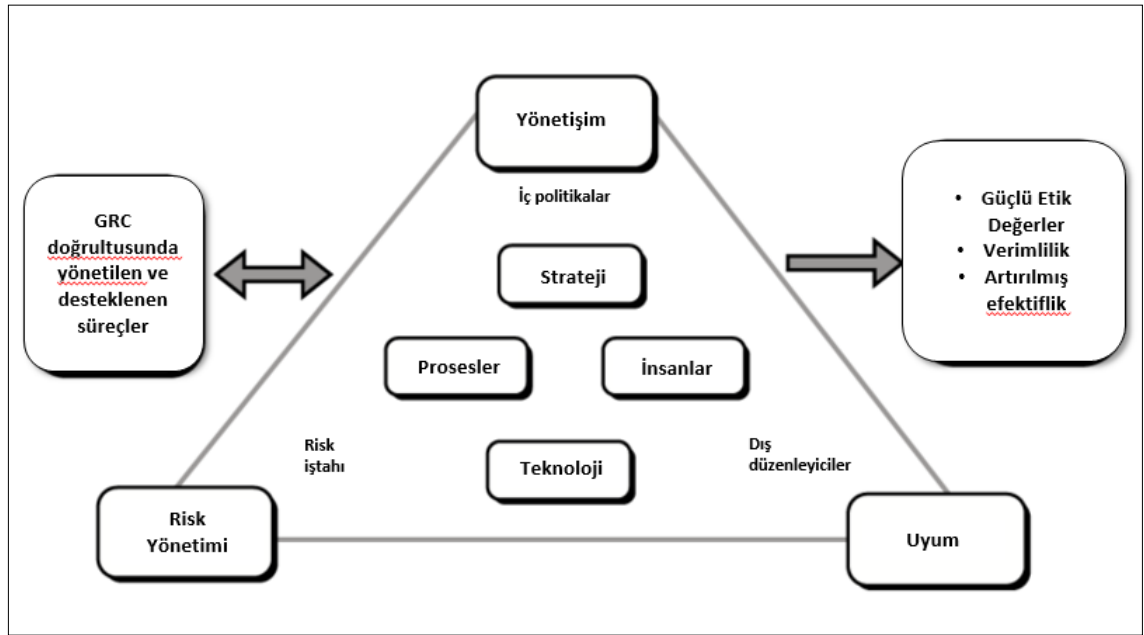 Yönetişim
İç politikalar
GRC
doğrultusunda
yönetilen ve
desteklenen
süreçler
• Güçlü Etik
Değerler
• Verimlilik
• Artırılmış
efektiflik
Strateji
Prosesler
İnsanlar
Teknoloji
Risk
iştahı
Dış
düzenleyiciler
Risk
Yönetimi
Uyum